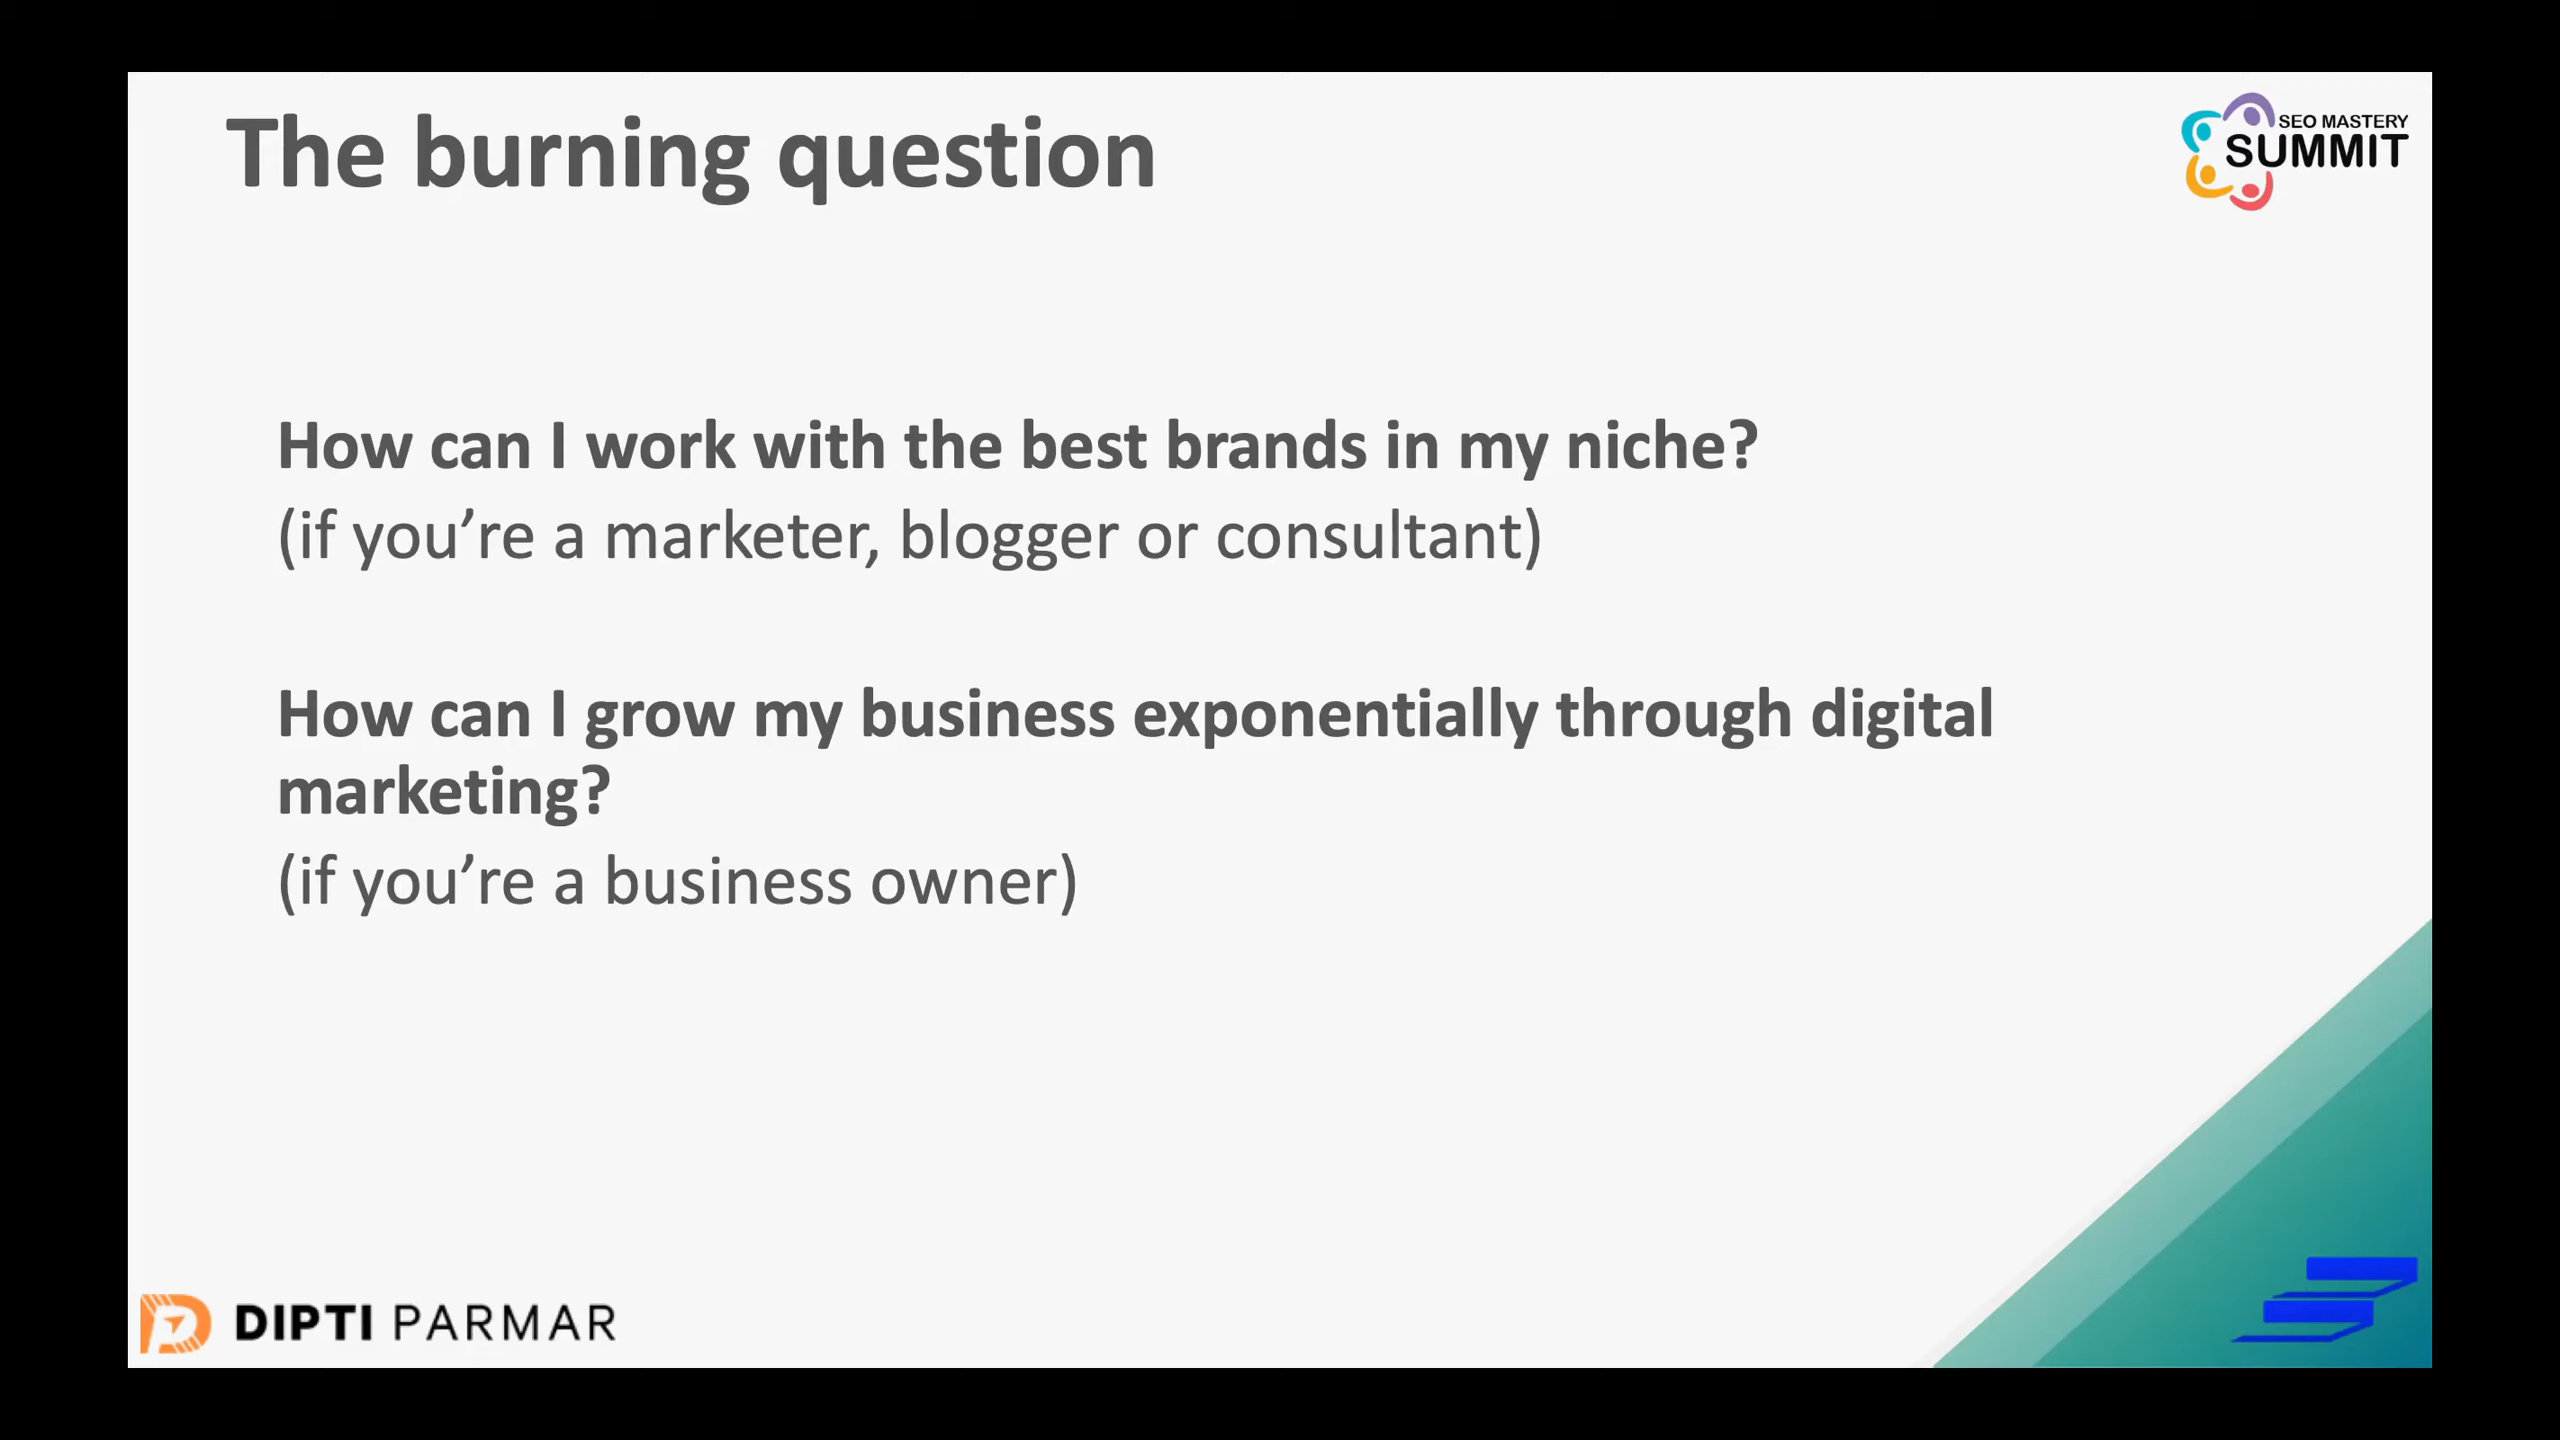 The burning question
SEO MASTERY
SUMMIT
How can I work with the best brands in my niche?
(if you’re a marketer, blogger or consultant)
How can I grow my business exponentially through digital
marketing?
(if you’re a business owner)
DIPTI PARMAR